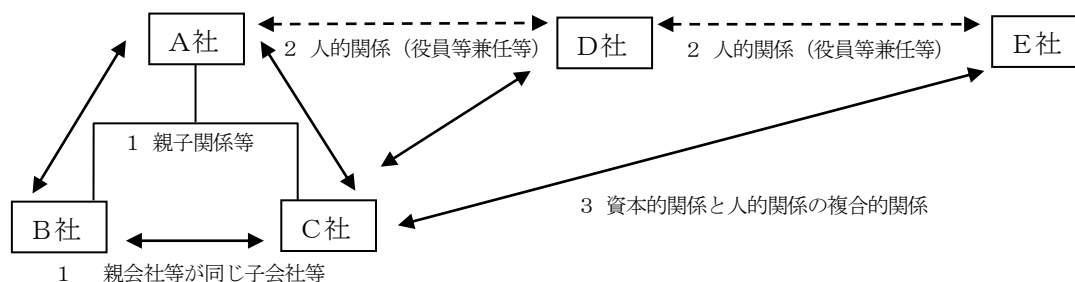 A社
D社
E社
2 人的関係（役員等兼任等）
2 人的関係（役員等兼任等）
1 親子関係等
B社
C社
3 資本的関係と人的関係の複合的関係
1　親会社等が同じ子会社等